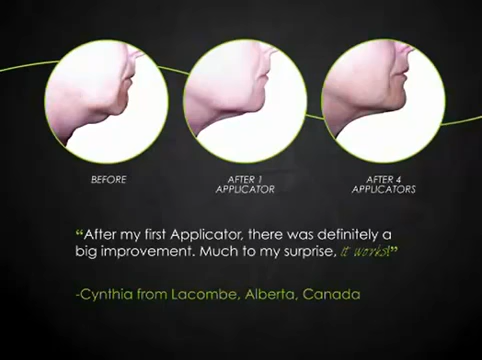 BEFORE
AFTER 1
APPLICATOR
AFTER 4
APPLICATORS
“After my first Applicator, there was definitely a
big improvement. Much to my surprise, it works!”
-Cynthia from Lacombe, Alberta, Canada